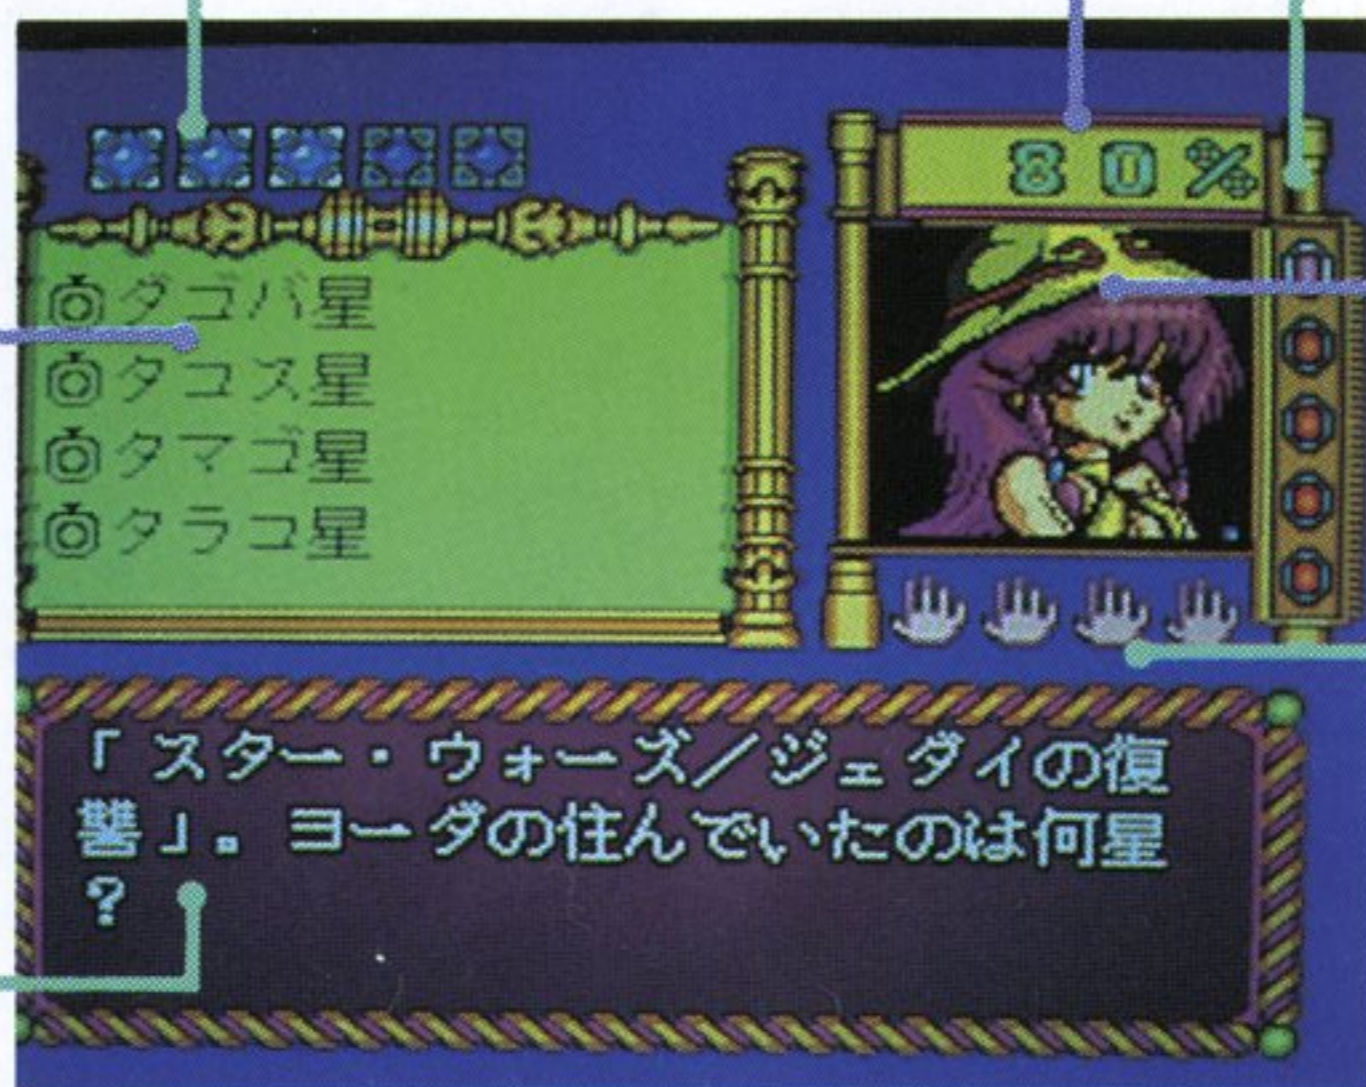 80%
ダゴバ星
タコス星
タマゴ星
タラコ星
「スター・ウォーズ／ジェダイの復
讐」。ヨーダの住んでいたのは何星
？